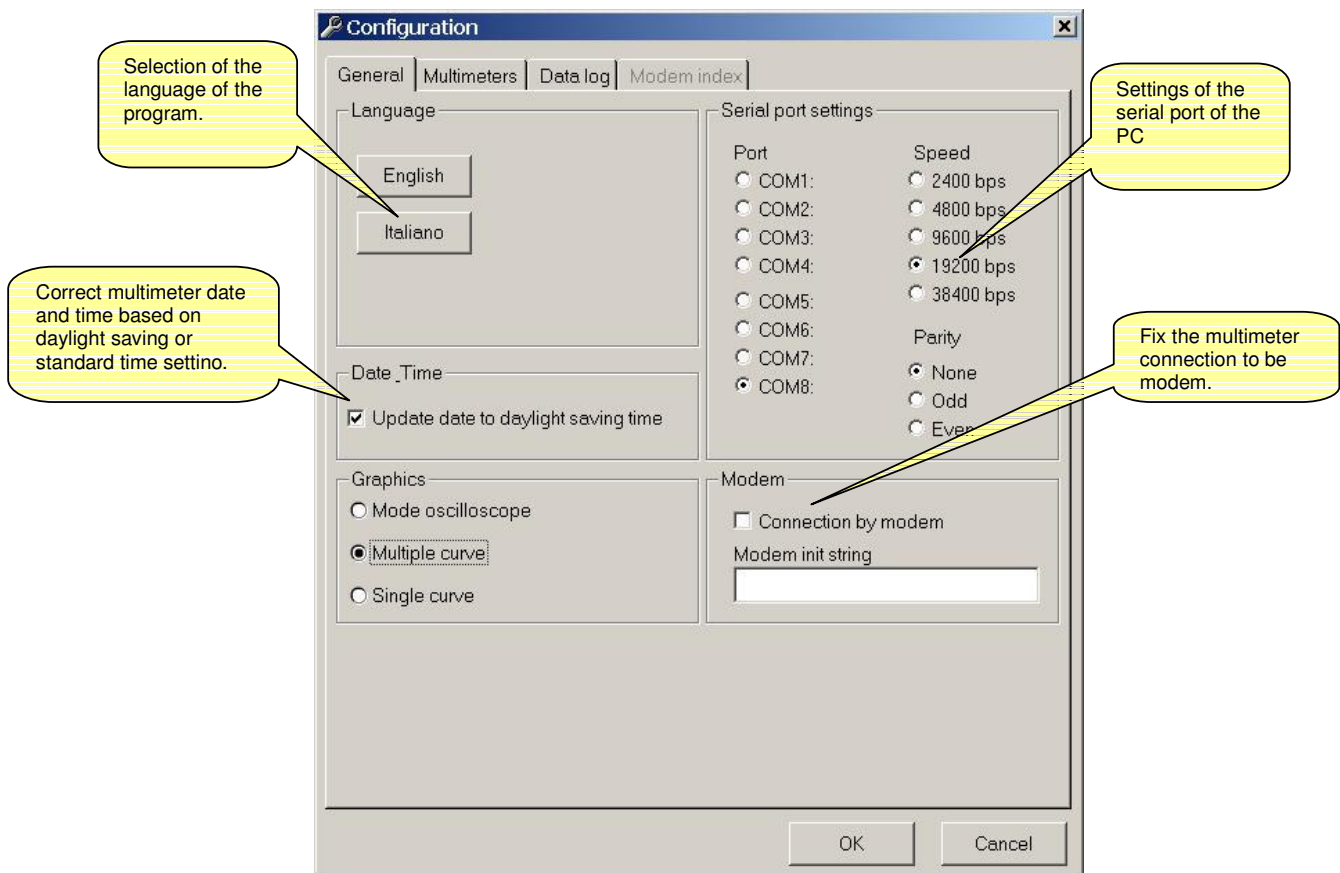 Configuration
General Multimeters Data log Modem index
Selection of the
language of the
program.
Language
English
Italiano
Serial port settings
Port
COM1:
COM2:
COM3:
COM4:
COM5:
COM6:
COM7:
COM8:
Speed
2400 bps
4800 bps
9600 bps
19200 bps
38400 bps
Parity
None
Odd
Even
Settings of the
serial port of the
PC
Correct multimeter date
and time based on
daylight saving or
standard time settino.
Date_Time
Update date to daylight saving time
Fix the multimeter
connection to be
modem.
Graphics
Mode oscilloscope
Multiple curve
Single curve
Modem
Connection by modem
Modem init string
OK Cancel